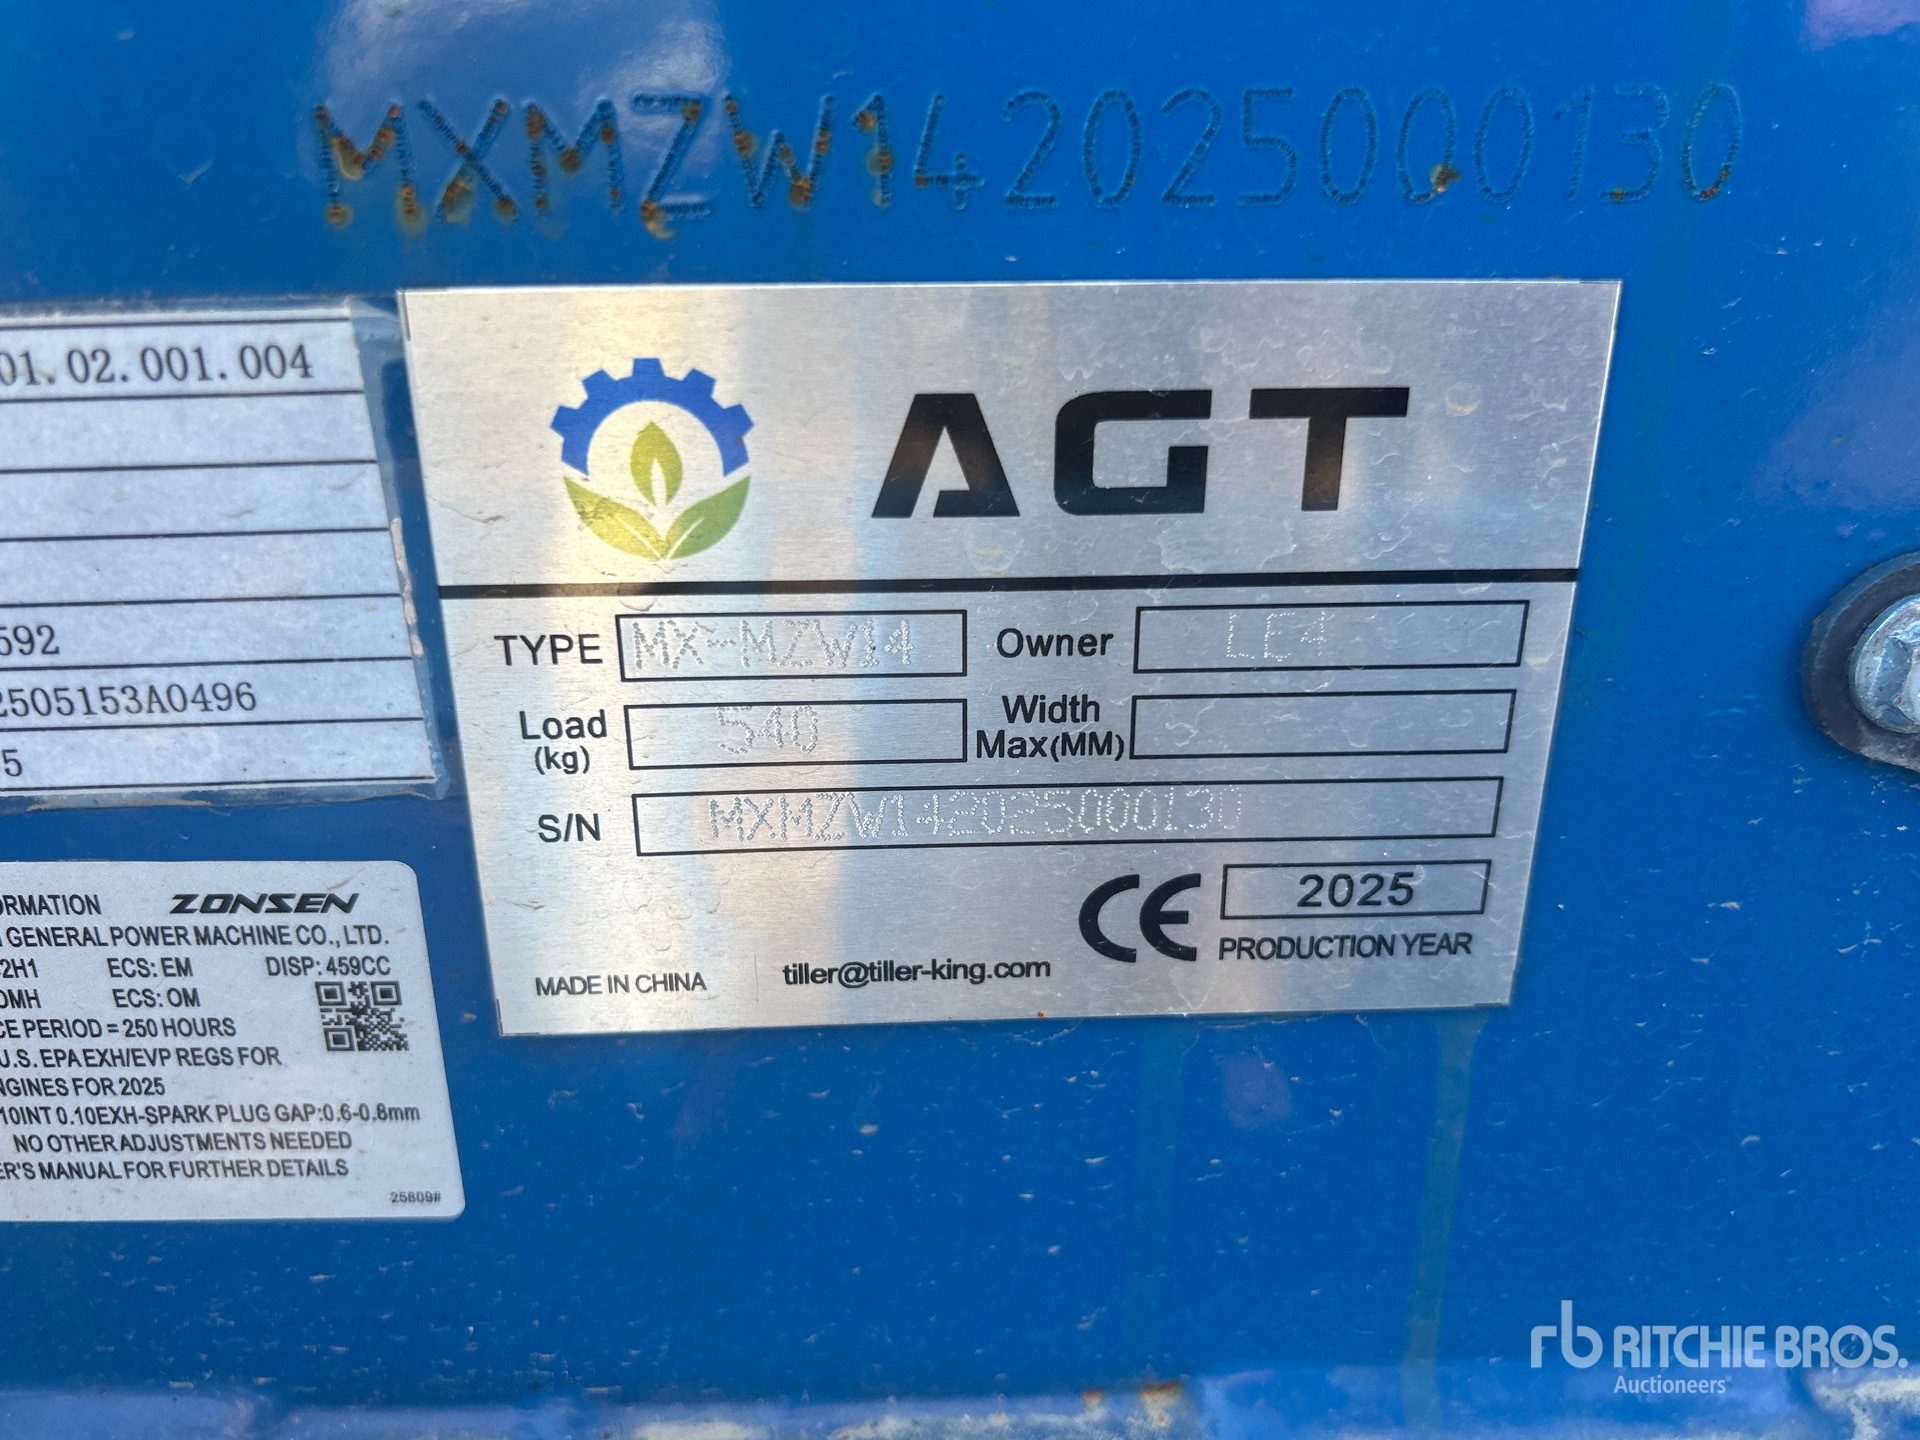 MXMZW142025000130
01.02.001.004
592
2505153A0496
5
AGT
TYPE MX-MZW14 Owner LE4
Load (kg) 540 Width Max(MM)
S/N MXMZW142025000130
CE 2025
PRODUCTION YEAR
MADE IN CHINA tiller@tiller-king.com
ORMATION ZONSEN
GENERAL POWER MACHINE CO., LTD.
2H1 ECS: EM DISP: 459CC
OMH ECS: OM
CE PERIOD = 250 HOURS
U.S. EPA EXH/EVP REGS FOR
NGINES FOR 2025
10INT 0.10EXH-SPARK PLUG GAP:0.6-0.8mm
NO OTHER ADJUSTMENTS NEEDED
ER'S MANUAL FOR FURTHER DETAILS
25809#
rb RITCHIE BROS.
Auctioneers